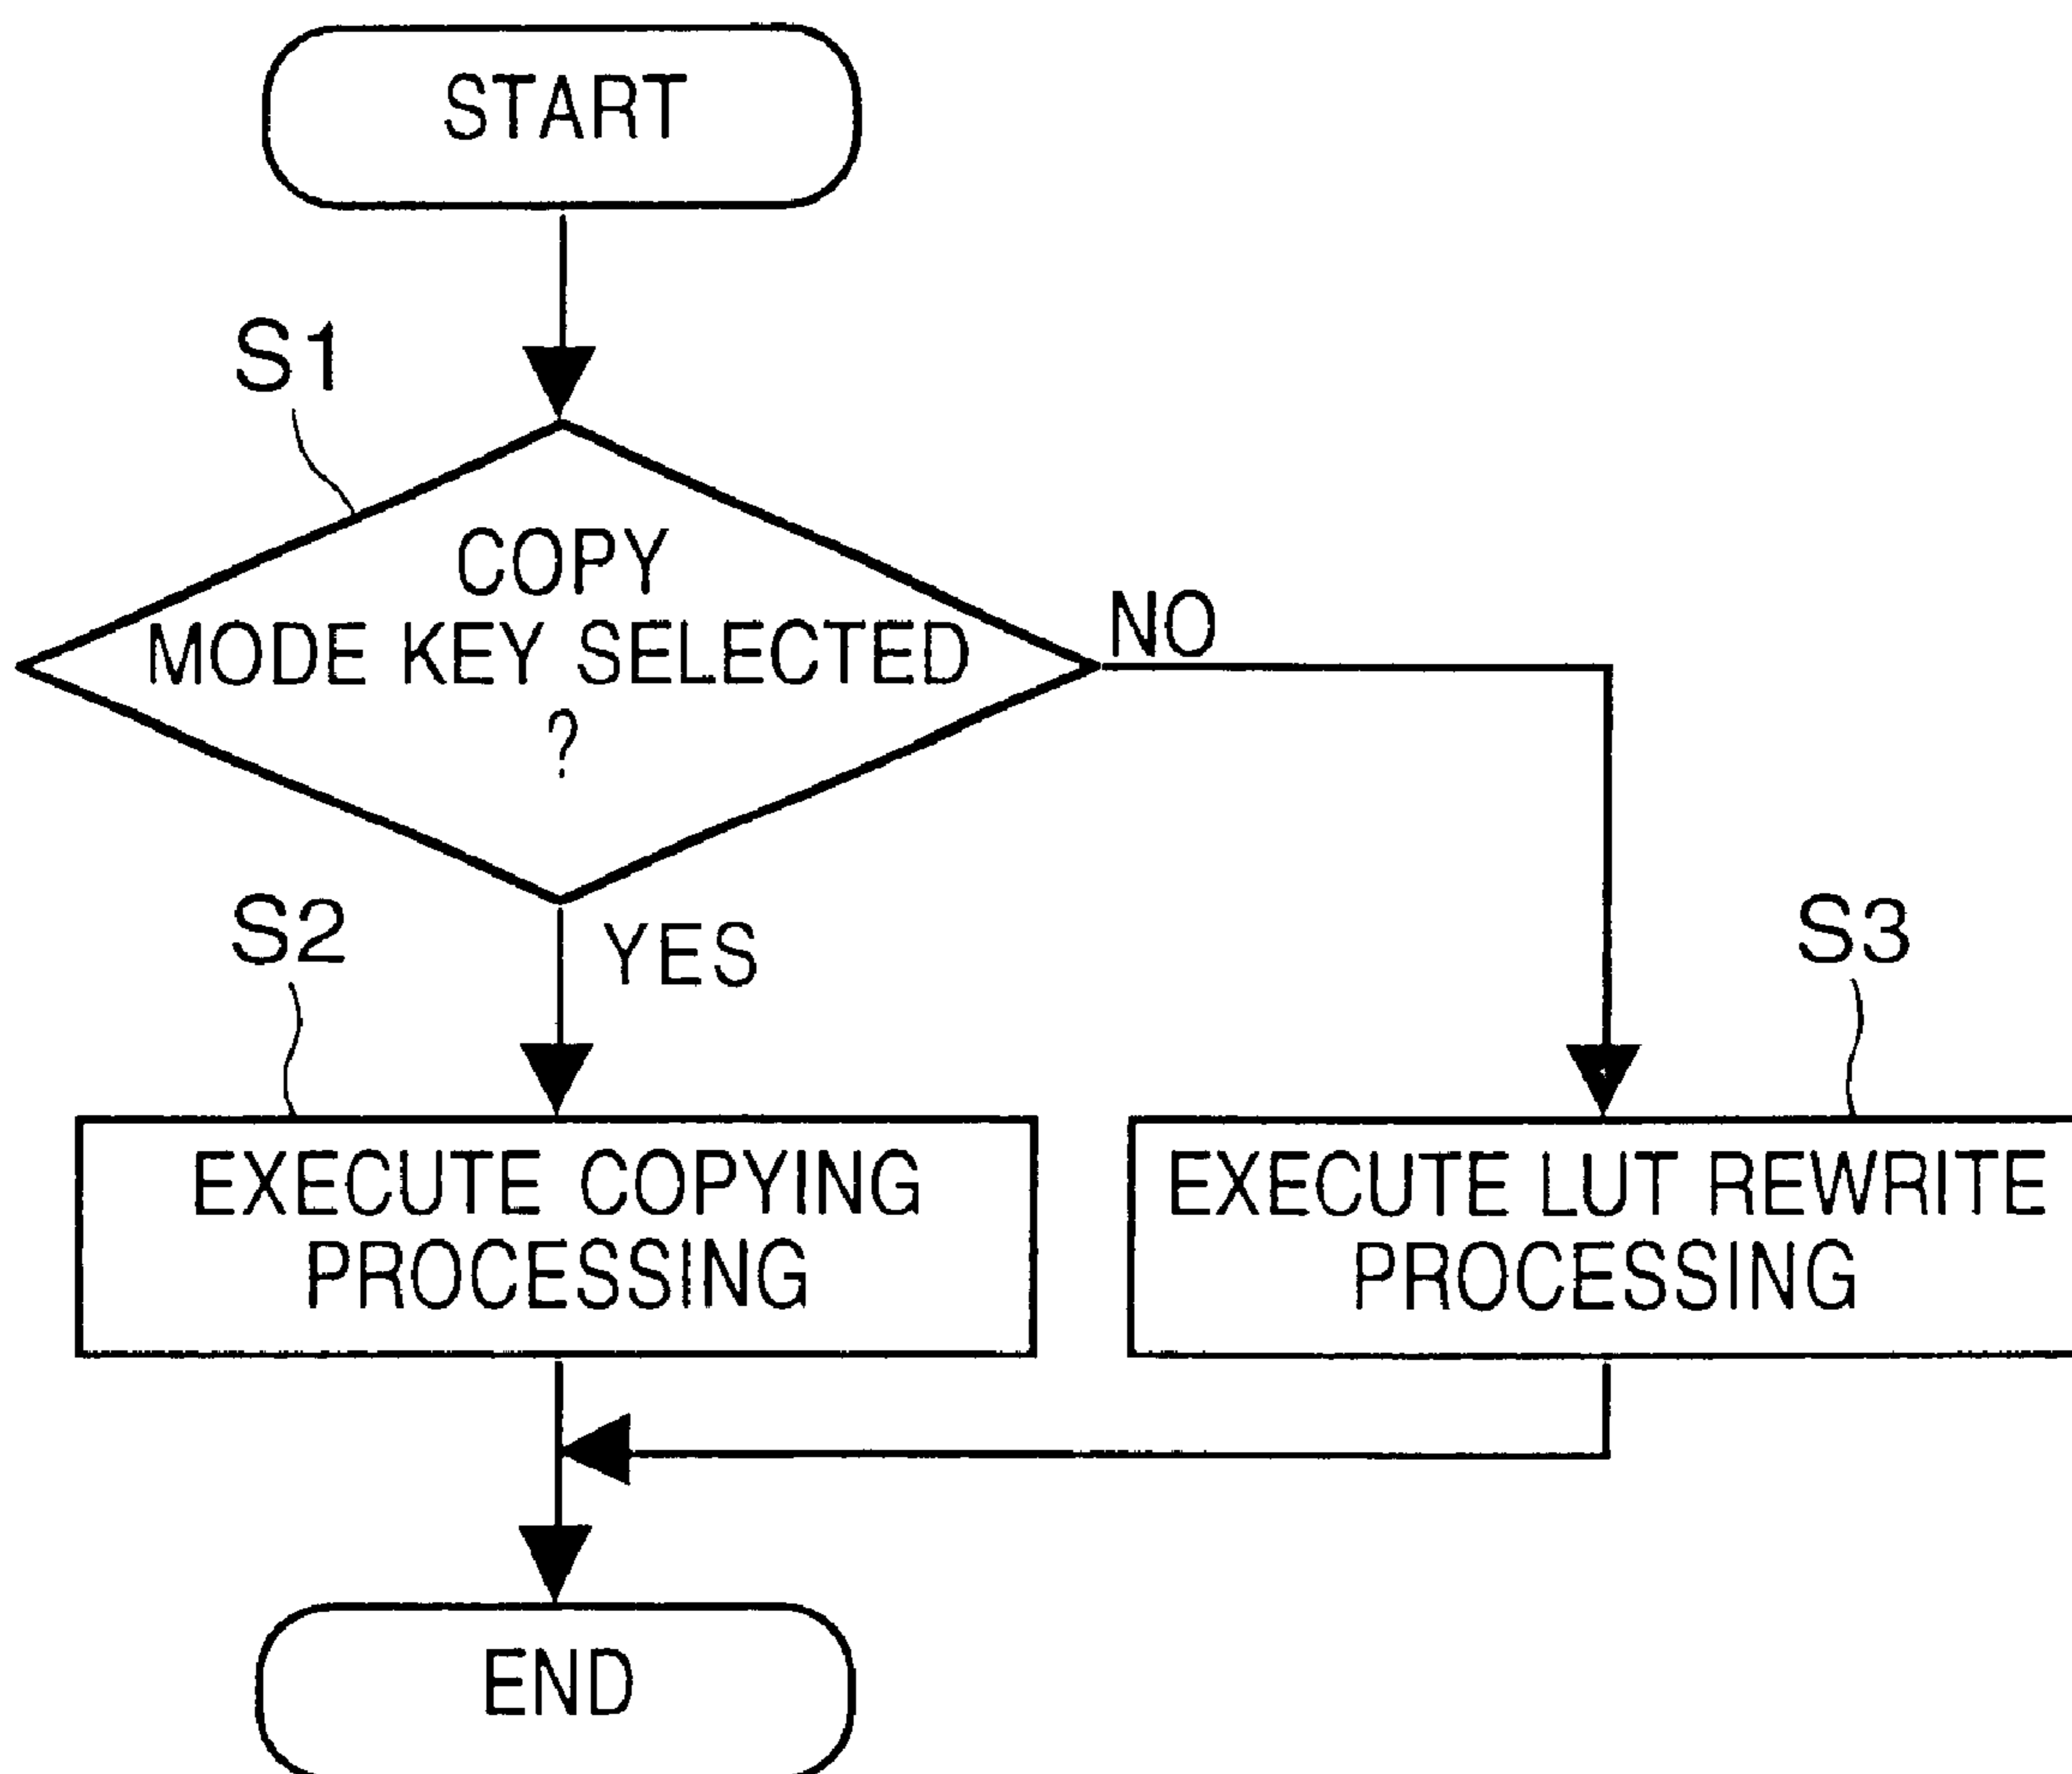 START
S1
COPY
MODE KEY SELECTED
?
NO
S2
YES
S3
EXECUTE COPYING
PROCESSING
EXECUTE LUT REWRITE
PROCESSING
END